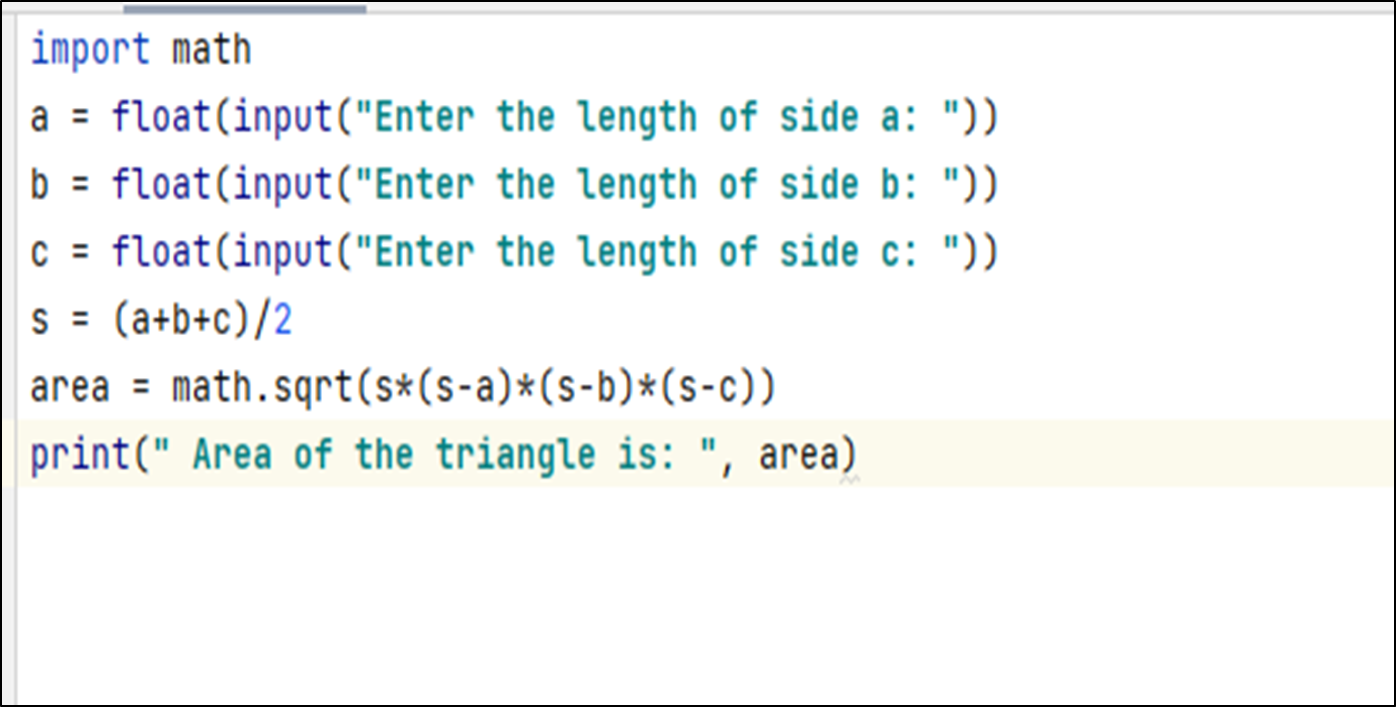 import math
a = float(input("Enter the length of side a: "))
b = float(input("Enter the length of side b: "))
c = float(input("Enter the length of side c: "))
s = (a+b+c)/2
area = math.sqrt(s*(s-a)*(s-b)*(s-c))
print(" Area of the triangle is: ", area)